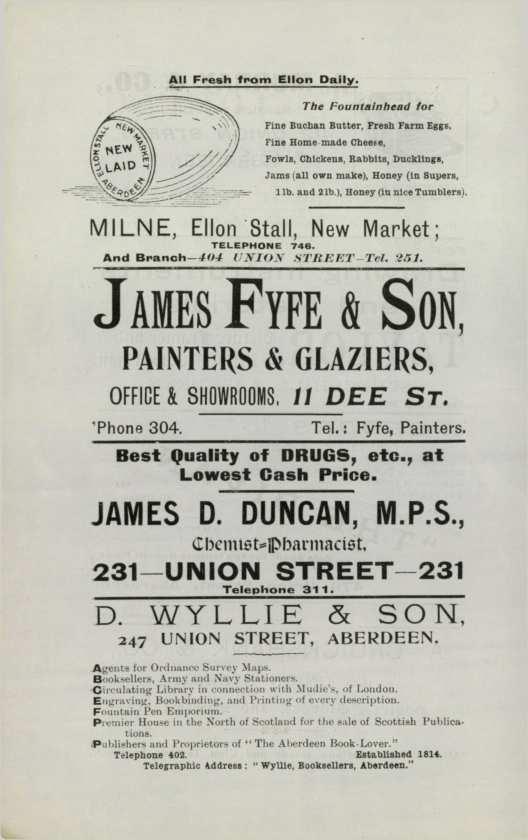 All Fresh from Ellon Daily.
ELLON STALL NEW MARKET
NEW
LAID
ABERDEEN
The Fountainhead for
Fine Buchan Butter, Fresh Farm Eggs,
Fine Home-made Cheese,
Fowls, Chickens, Rabbits, Ducklings,
Jams (all own make), Honey (in Supers,
1lb. and 2lb.), Honey (in nice Tumblers).
MILNE, Ellon Stall, New Market;
TELEPHONE 746.
And Branch—404 UNION STREET—Tel. 251.
JAMES FYFE & SON,
PAINTERS & GLAZIERS,
OFFICE & SHOWROOMS, 11 DEE ST.
'Phone 304. Tel.: Fyfe, Painters.
Best Quality of DRUGS, etc., at
Lowest Cash Price.
JAMES D. DUNCAN, M.P.S.,
Chemist=Pharmacist,
231—UNION STREET—231
Telephone 311.
D. WYLLIE & SON,
247 UNION STREET, ABERDEEN.
Agents for Ordnance Survey Maps.
Booksellers, Army and Navy Stationers.
Circulating Library in connection with Mudie's, of London.
Engraving, Bookbinding, and Printing of every description.
Fountain Pen Emporium.
Premier House in the North of Scotland for the sale of Scottish Publica-
tions.
Publishers and Proprietors of "The Aberdeen Book-Lover."
Telephone 402. Established 1814.
Telegraphic Address: "Wyllie, Booksellers, Aberdeen."